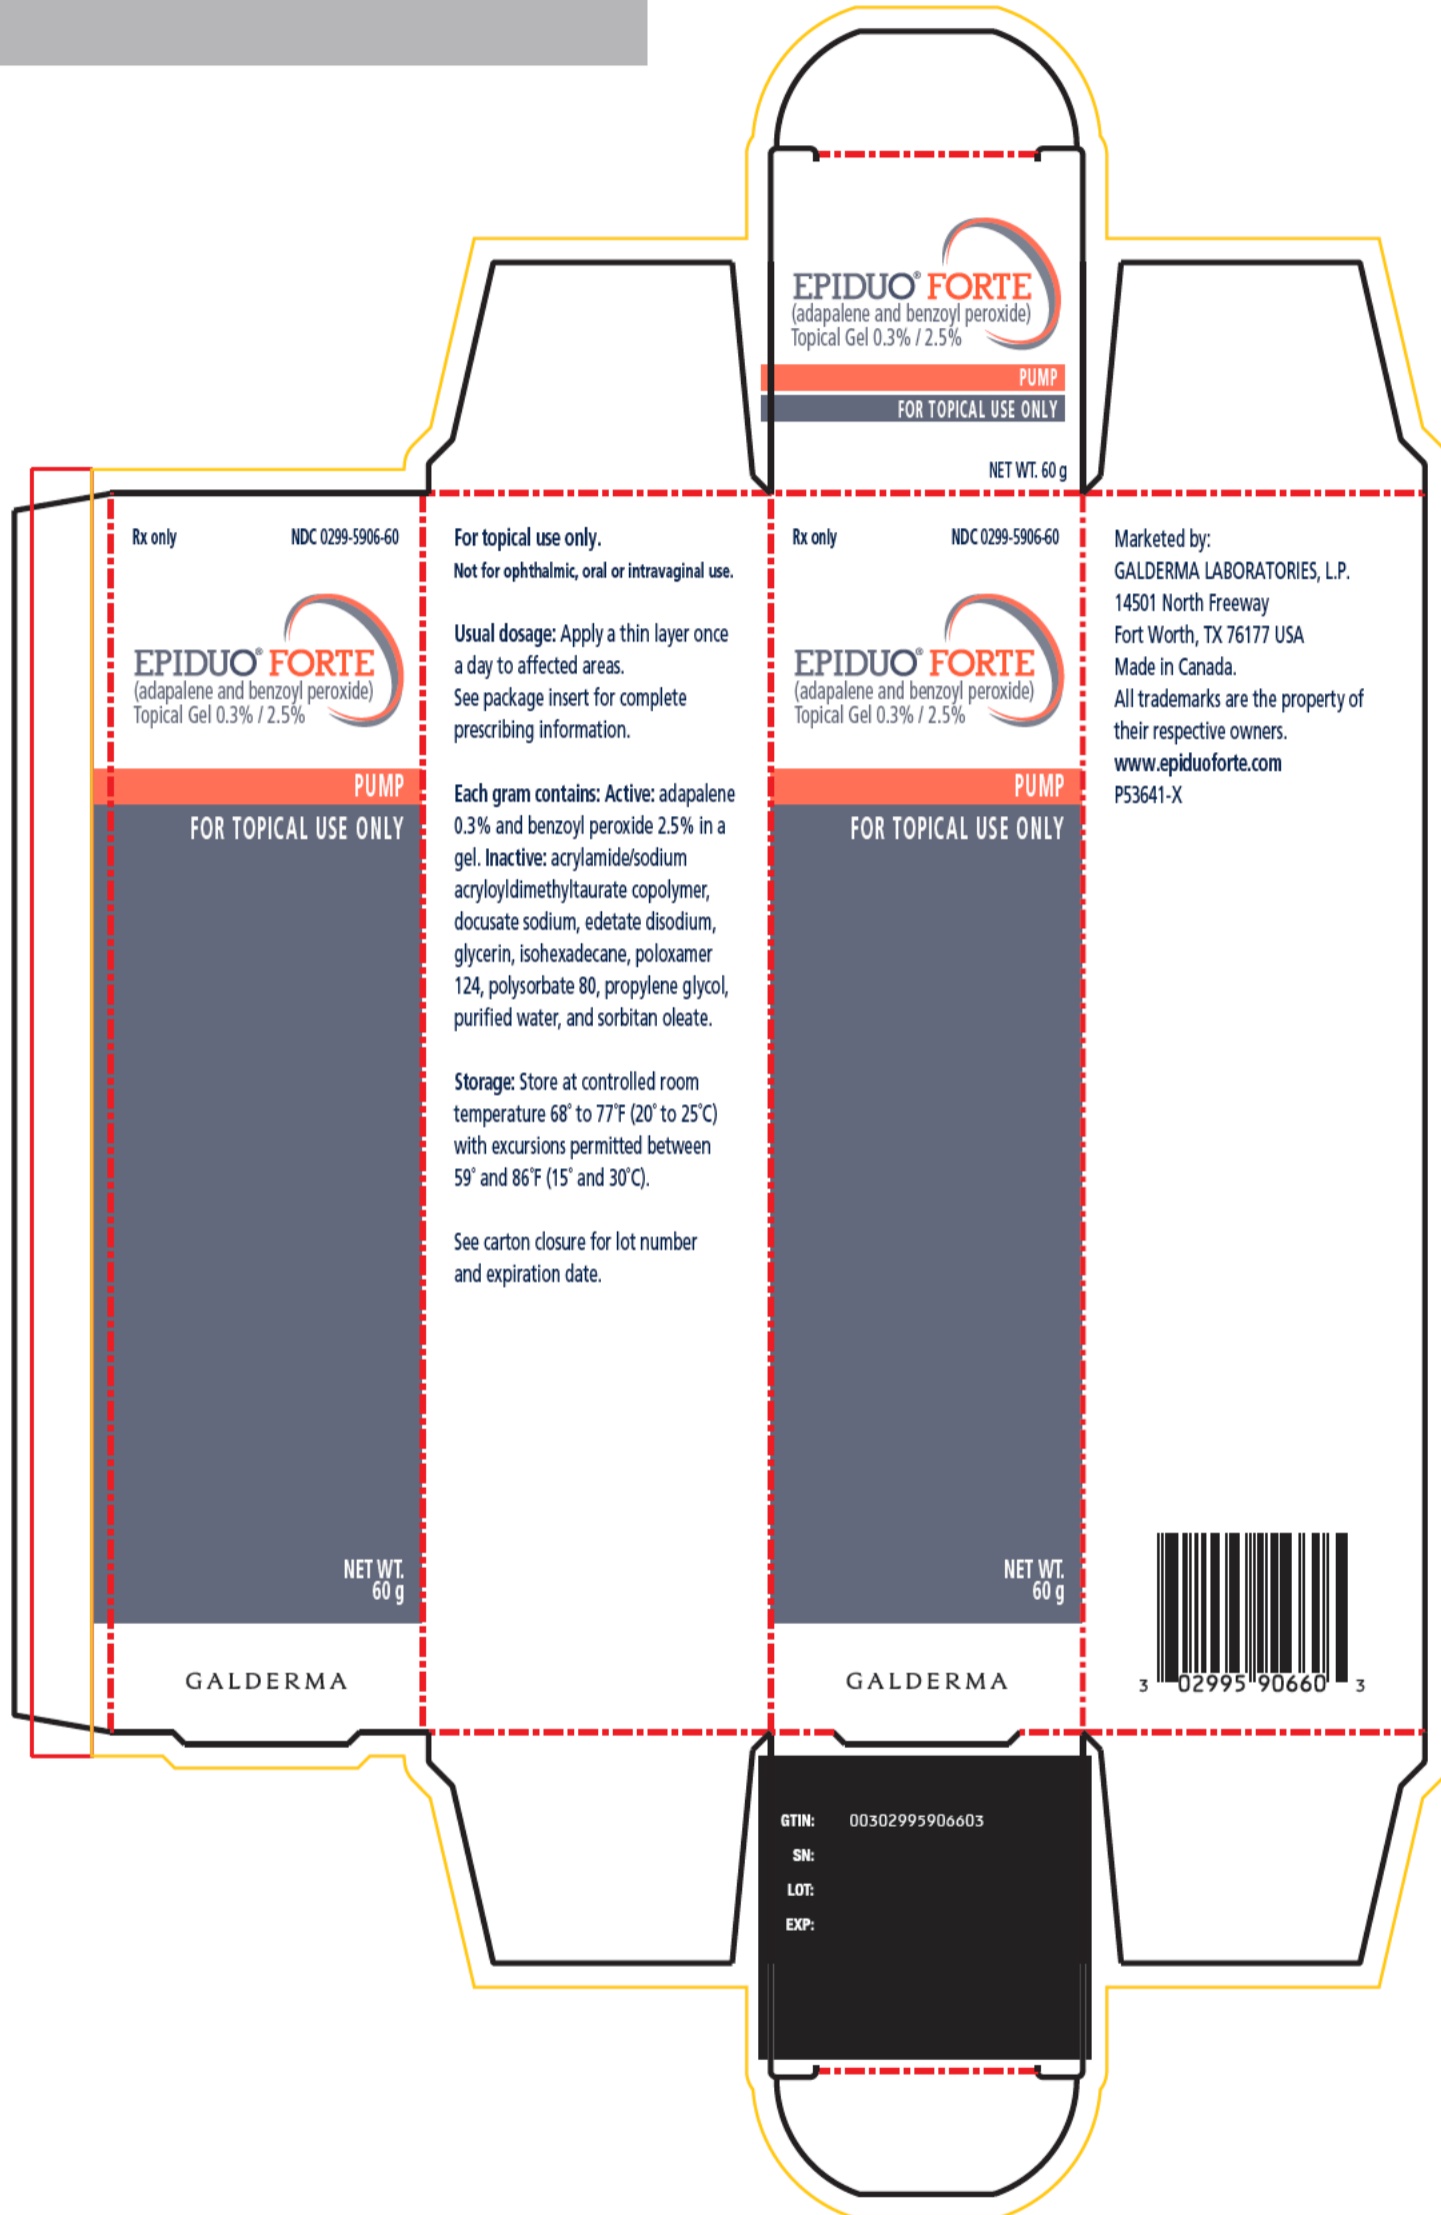 EPIDUO® FORTE
(adapalene and benzoyl peroxide)
Topical Gel 0.3% / 2.5%
PUMP
FOR TOPICAL USE ONLY
NET WT. 60 g
Rx only NDC 0299-5906-60
EPIDUO® FORTE
(adapalene and benzoyl peroxide)
Topical Gel 0.3% / 2.5%
PUMP
FOR TOPICAL USE ONLY
NET WT.
60 g
GALDERMA
For topical use only.
Not for ophthalmic, oral or intravaginal use.
Usual dosage: Apply a thin layer once
a day to affected areas.
See package insert for complete
prescribing information.
Each gram contains: Active: adapalene
0.3% and benzoyl peroxide 2.5% in a
gel. Inactive: acrylamide/sodium
acryloyldimethyltaurate copolymer,
docusate sodium, edetate disodium,
glycerin, isohexadecane, poloxamer
124, polysorbate 80, propylene glycol,
purified water, and sorbitan oleate.
Storage: Store at controlled room
temperature 68˚ to 77˚F (20˚ to 25˚C)
with excursions permitted between
59˚ and 86˚F (15˚ and 30˚C).
See carton closure for lot number
and expiration date.
Rx only NDC 0299-5906-60
EPIDUO® FORTE
(adapalene and benzoyl peroxide)
Topical Gel 0.3% / 2.5%
PUMP
FOR TOPICAL USE ONLY
NET WT.
60 g
GALDERMA
Marketed by:
GALDERMA LABORATORIES, L.P.
14501 North Freeway
Fort Worth, TX 76177 USA
Made in Canada.
All trademarks are the property of
their respective owners.
www.epiduoforte.com
P53641-X
3 02995 90660 3
GTIN: 00302995906603
SN:
LOT:
EXP: